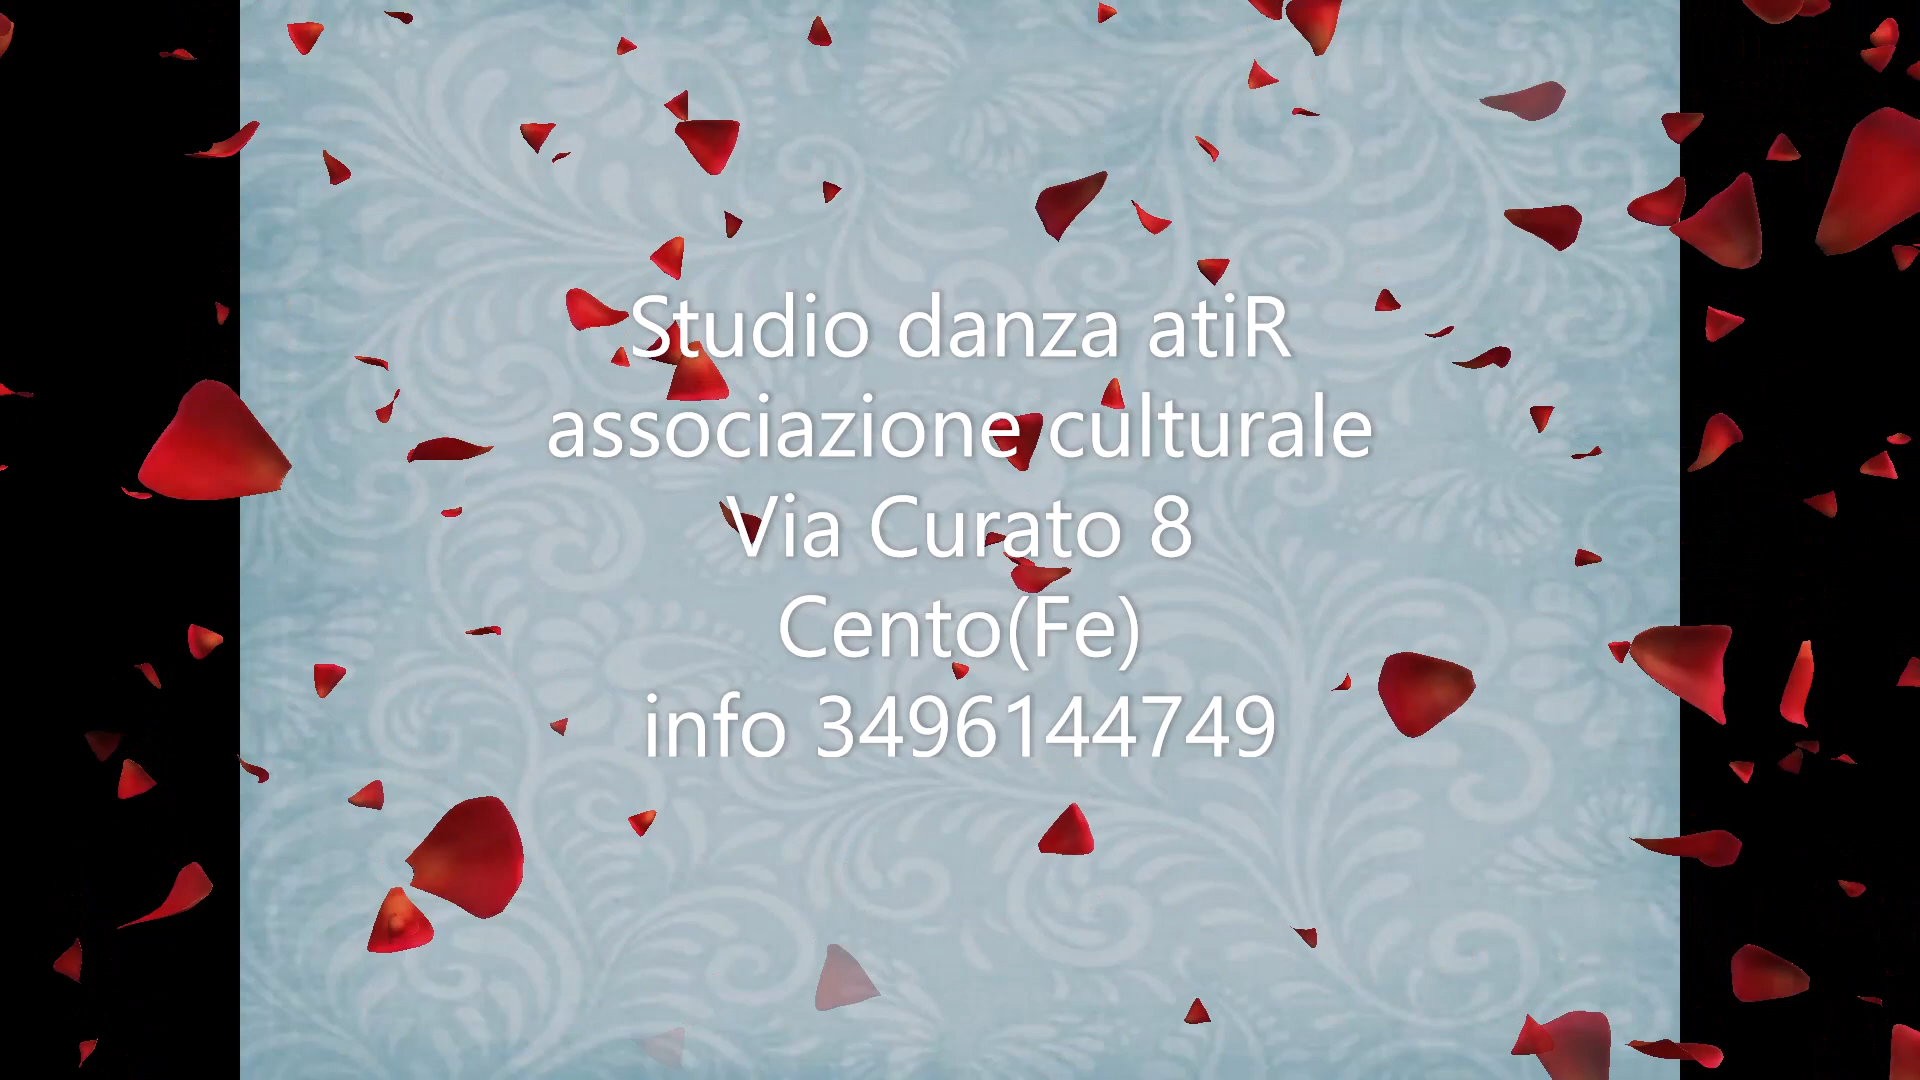 Studio danza atiR
associazione culturale
Via Curato 8
Cento(Fe)
info 3496144749